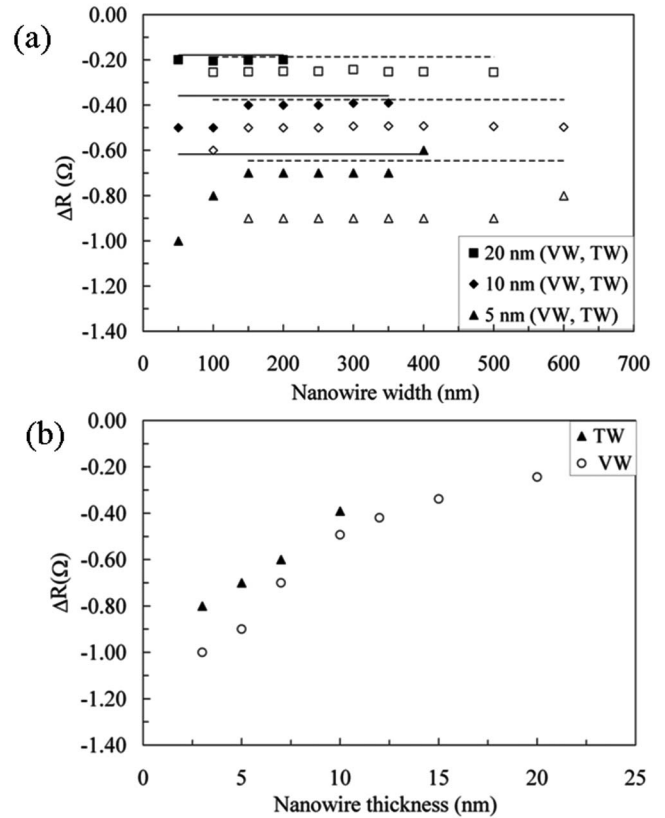 (a)
0.00
-0.20
-0.40
-0.60
-0.80
-1.00
-1.20
-1.40
ΔR (Ω)
20 nm (VW, TW)
10 nm (VW, TW)
5 nm (VW, TW)
0 100 200 300 400 500 600 700
Nanowire width (nm)
(b)
0.00
-0.20
-0.40
-0.60
-0.80
-1.00
-1.20
-1.40
ΔR(Ω)
TW
VW
0 5 10 15 20 25
Nanowire thickness (nm)